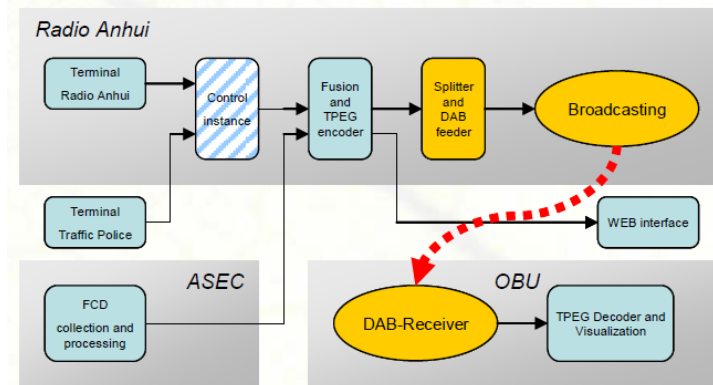 Radio Anhui
Terminal
Radio Anhui
Control
instance
Fusion and
TPEG
encoder
Splitter
and
DAB
feeder
Broadcasting
Terminal
Traffic Police
WEB interface
ASEC
OBU
FCD
collection and
processing
DAB-Receiver
TPEG Decoder and
Visualization